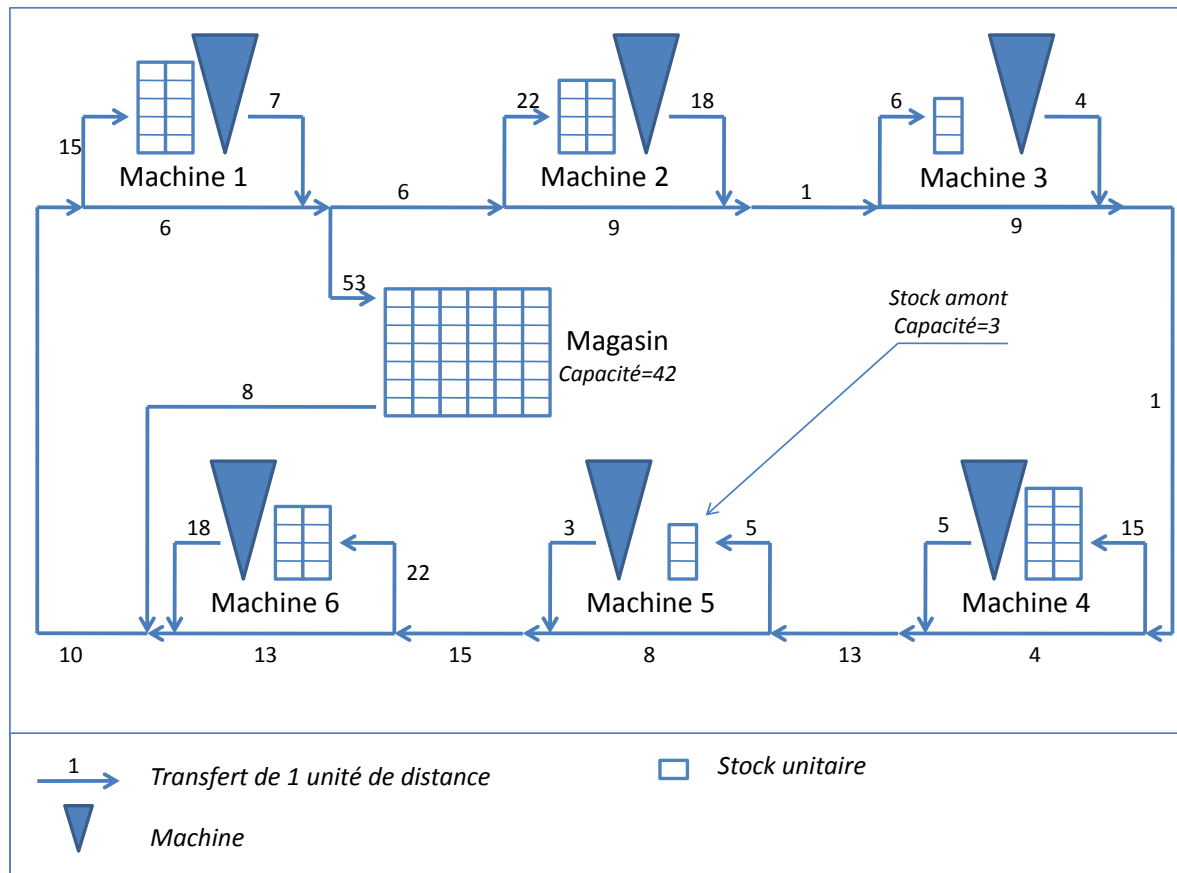 7
22
18
6
4
15
Machine 1
Machine 2
Machine 3
6
6
9
1
9
53
Stock amont
Capacité=3
Magasin
Capacité=42
8
1
18
22
3
5
5
15
Machine 6
Machine 5
Machine 4
10
13
15
8
13
4
1
Transfert de 1 unité de distance
Stock unitaire
Machine